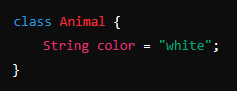 class Animal {
    String color = "white";
}